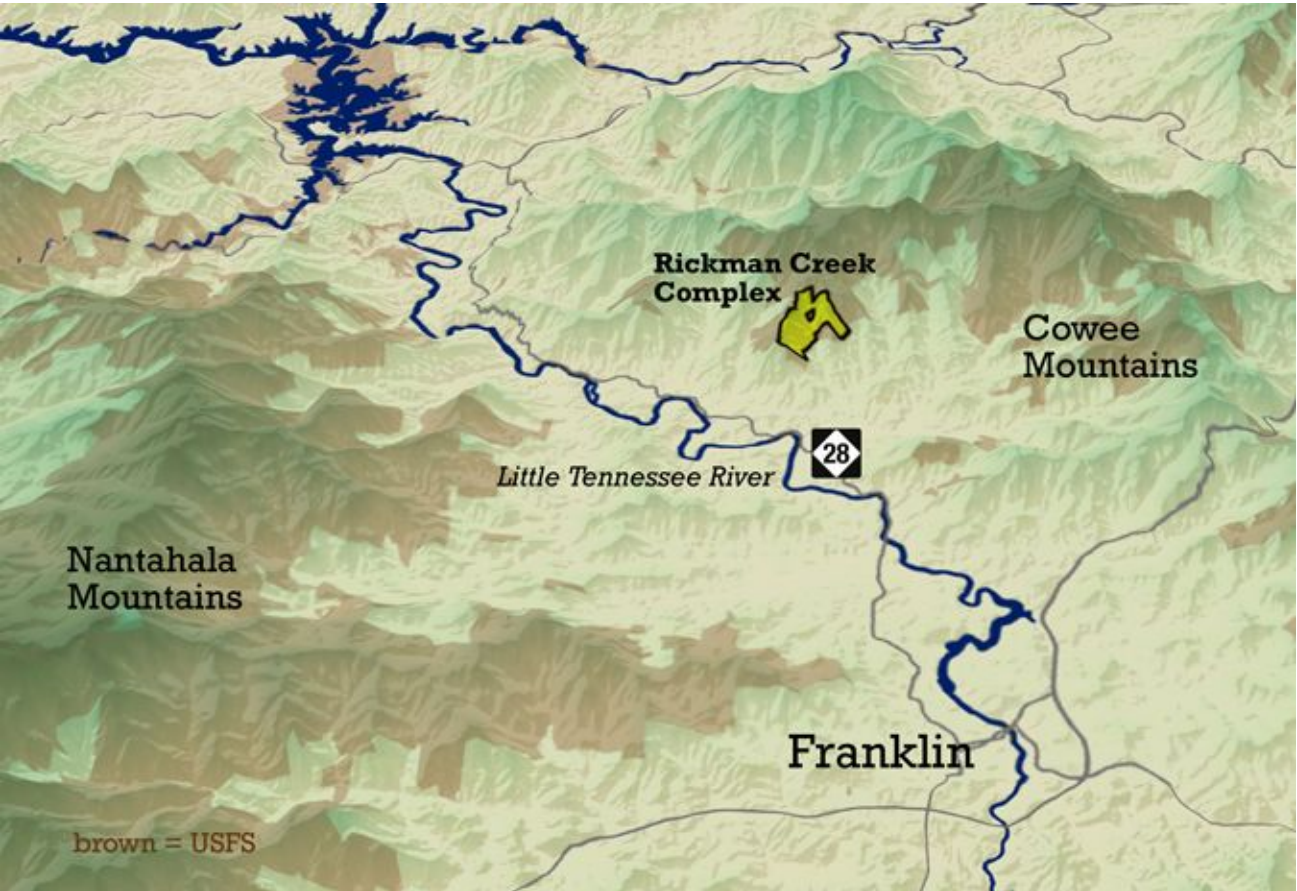 Rickman Creek
Complex
Cowee
Mountains
28
Little Tennessee River
Nantahala
Mountains
Franklin
brown = USFS